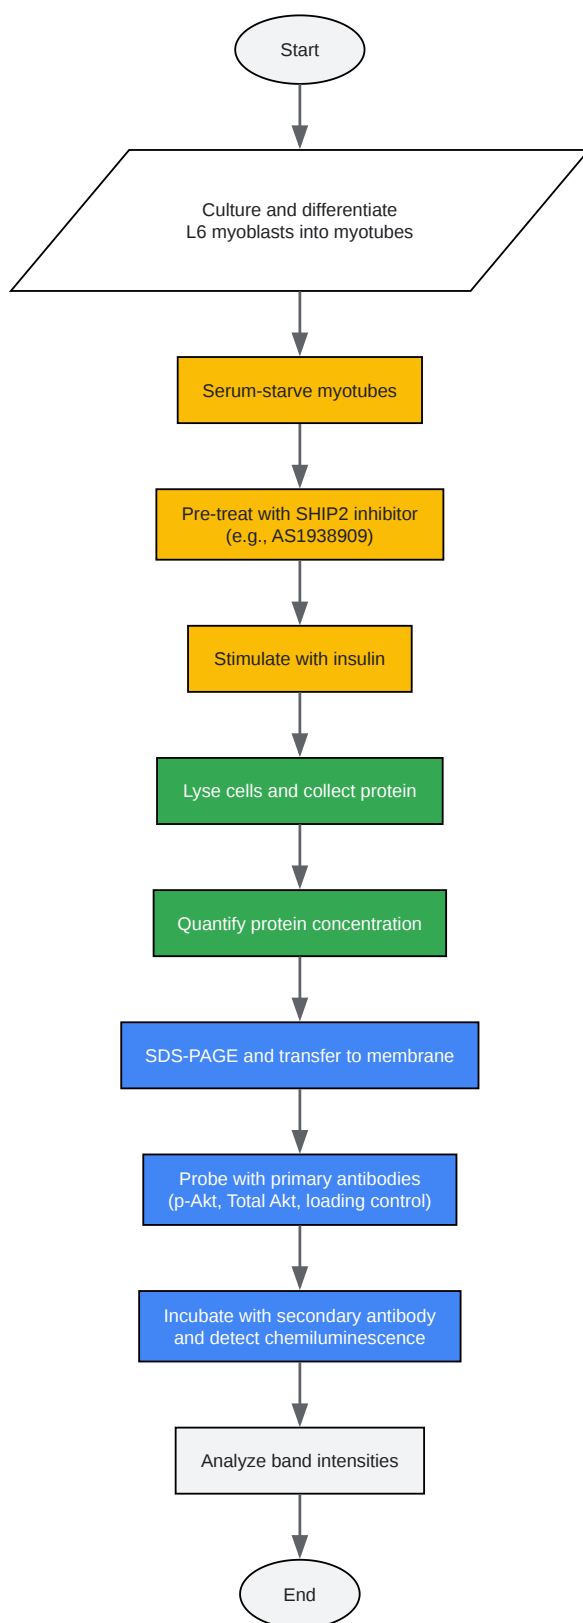 Start
Culture and differentiate
L6 myoblasts into myotubes
Serum-starve myotubes
Pre-treat with SHIP2 inhibitor
(e.g., AS1938909)
Stimulate with insulin
Lyse cells and collect protein
Quantify protein concentration
SDS-PAGE and transfer to membrane
Probe with primary antibodies
(p-Akt, Total Akt, loading control)
Incubate with secondary antibody
and detect chemiluminescence
Analyze band intensities
End